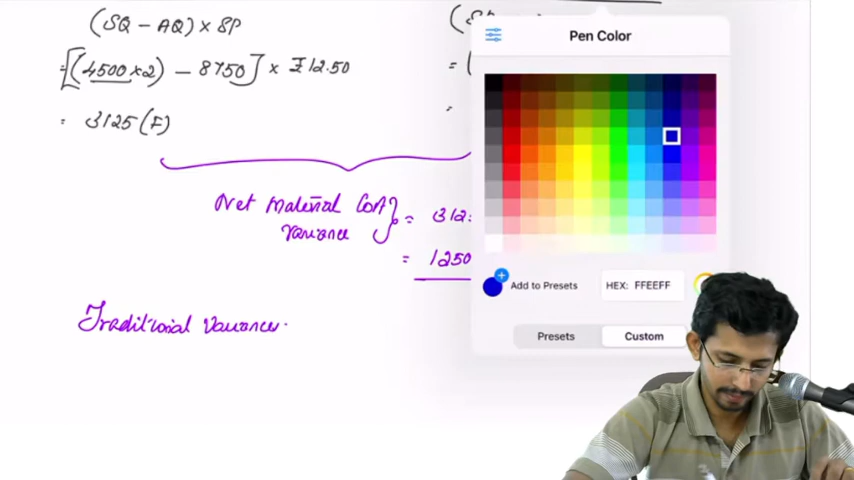 (SQ - AQ) × SP
= [(4500 × 2) - 8750] × ₹12.50
= 3125 (F)
Net Material Cost
Variance
= 312
= 1250
Traditional Variances.
Pen Color
Add to Presets
HEX: FFEEFF
Presets
Custom